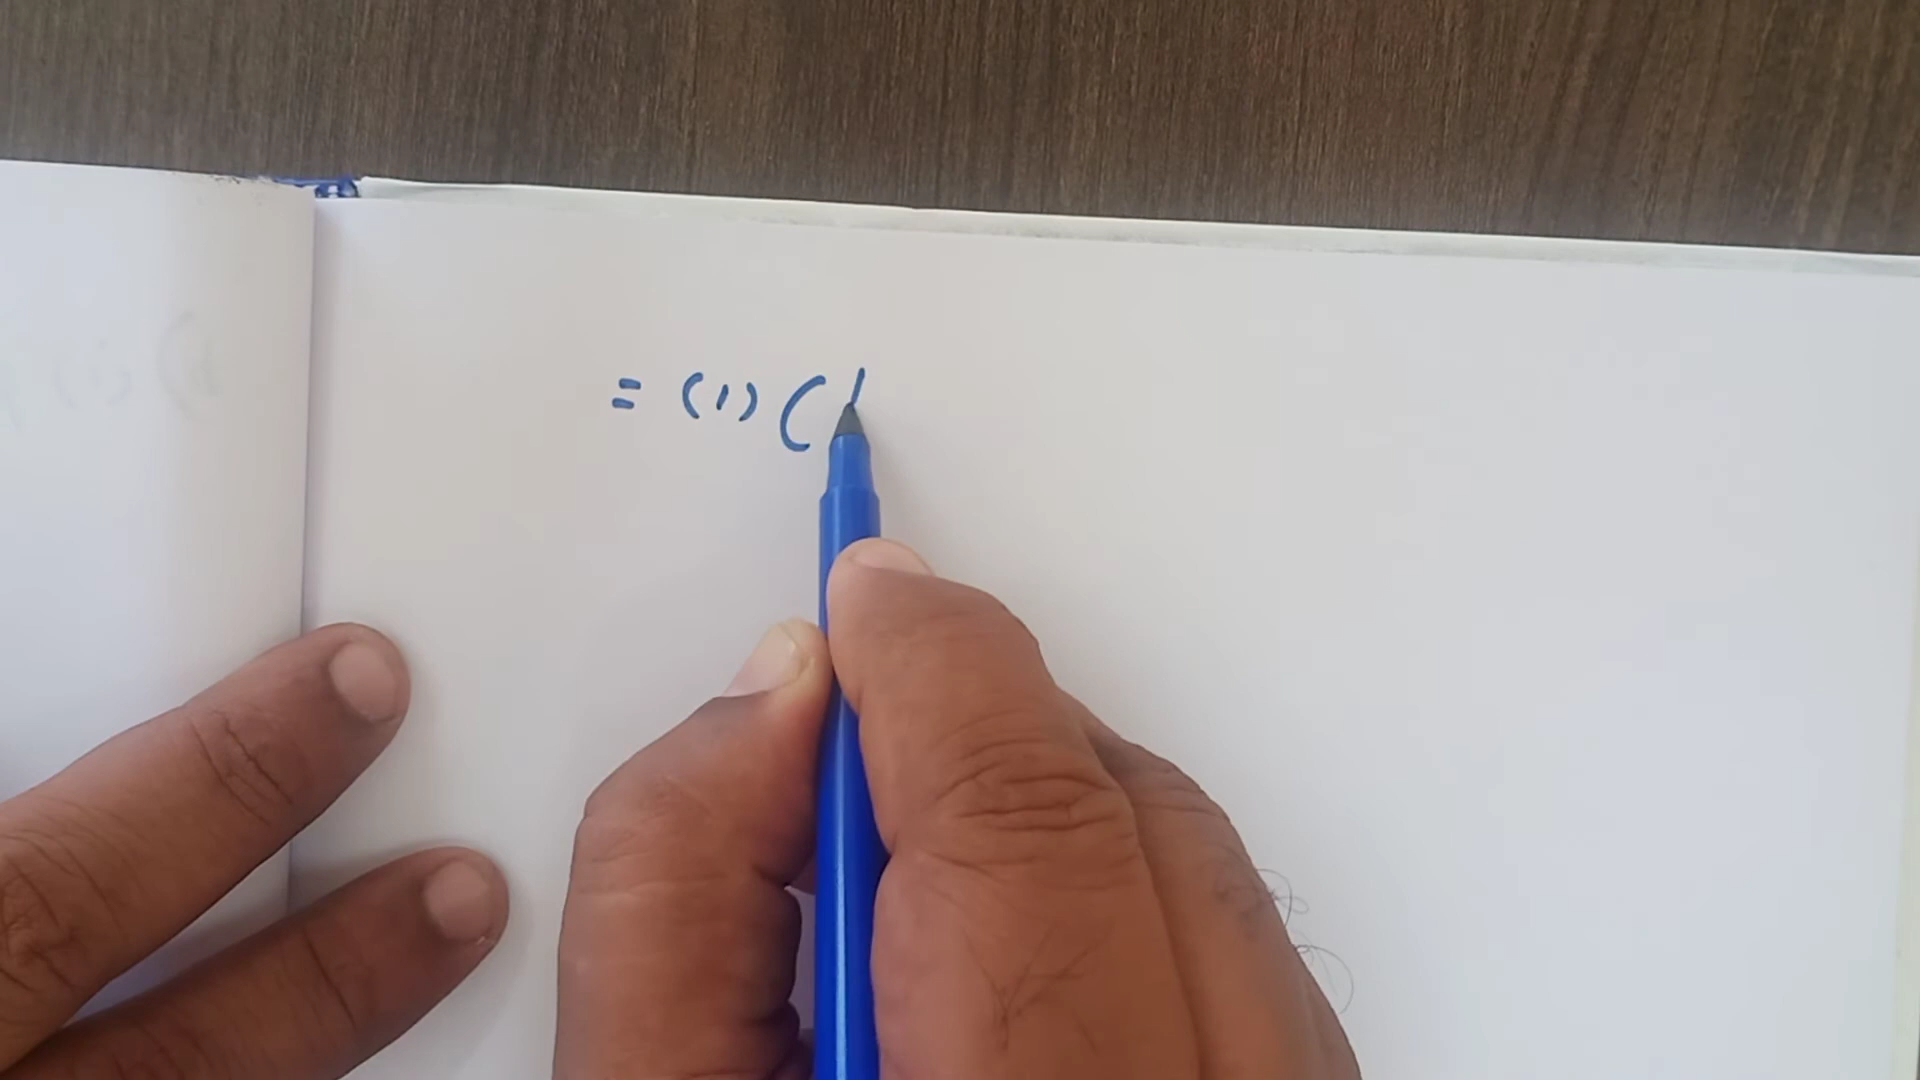 = (1) (1